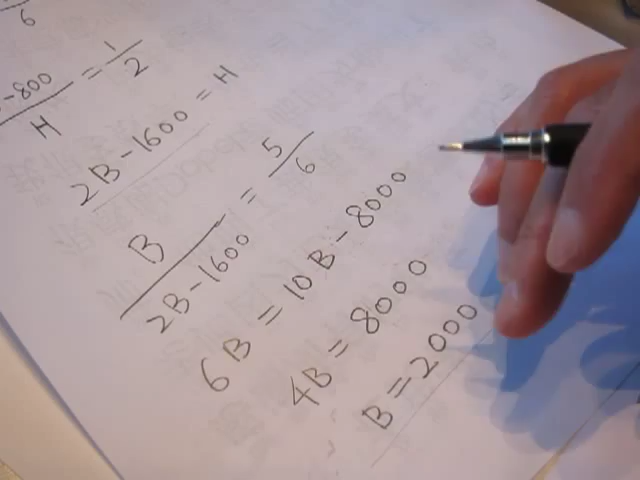 6
-800/H = 1/2
2B-1600=H
B/2B-1600 = 5/6
6B = 10B-8000
4B = 8000
B=2000